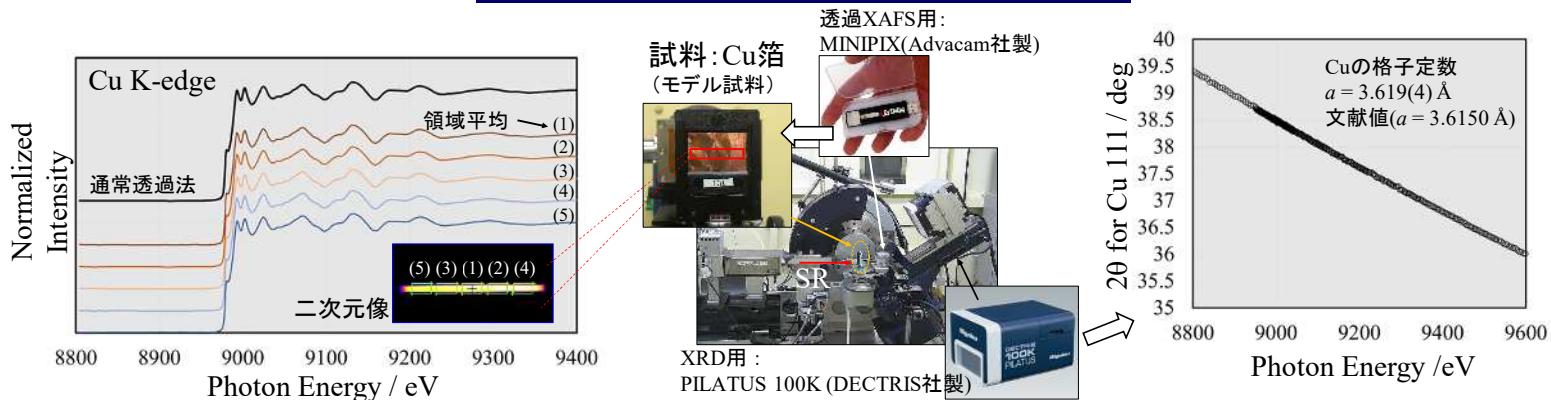 Cu K-edge
領域平均
(1)
(2)
(3)
(4)
(5)
通常透過法
(5) (3) (1) (2) (4)
二次元像
Normalized
Intensity
8800 8900 9000 9100 9200 9300 9400
Photon Energy / eV
試料：Cu箔
（モデル試料）
透過XAFS用：
MINIPIX(Advacam社製)
SR
XRD用：
PILATUS 100K (DECTRIS社製)
DECTRIS
100K
PILATUS
Cuの格子定数
a = 3.619(4) Å
文献値(a = 3.6150 Å)
2θ for Cu 111 / deg
40
39.5
39
38.5
38
37.5
37
36.5
36
35.5
35
8800 9000 9200 9400 9600
Photon Energy /eV